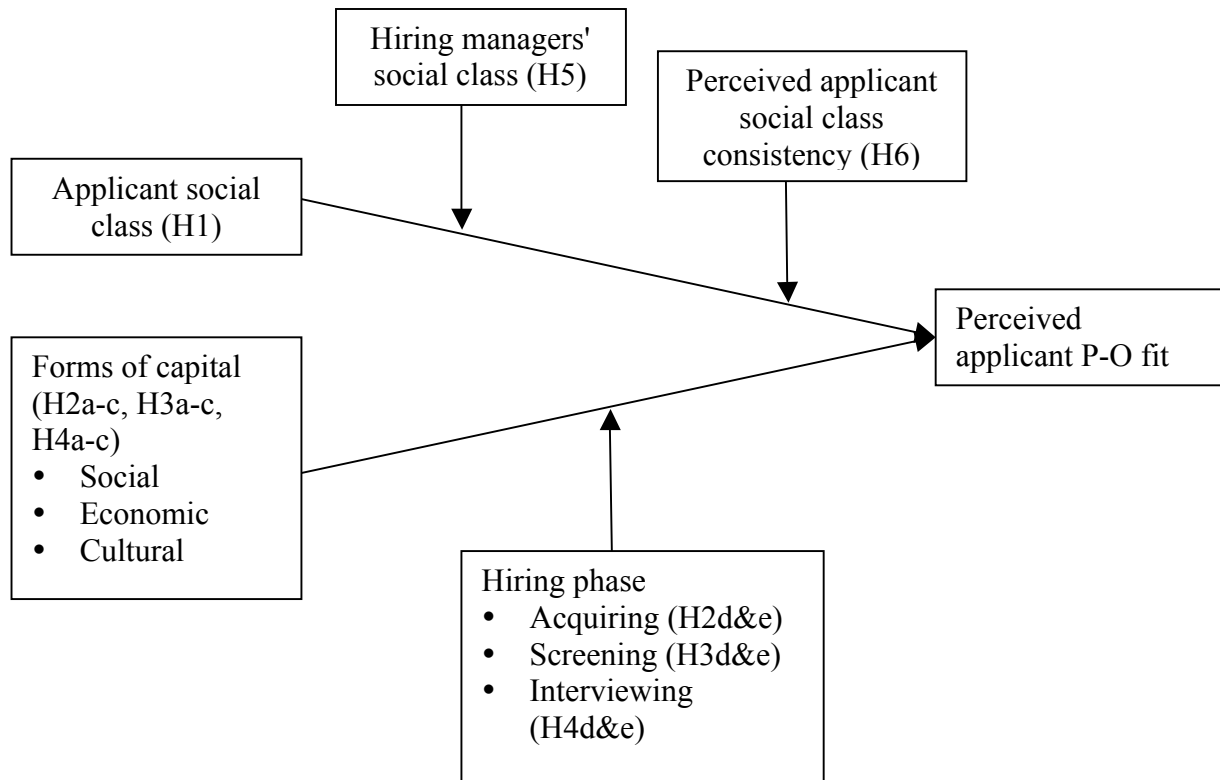 Hiring managers'
social class (H5)
Perceived applicant
social class
consistency (H6)
Applicant social
class (H1)
Perceived
applicant P-O fit
Forms of capital
(H2a-c, H3a-c,
H4a-c)
• Social
• Economic
• Cultural
Hiring phase
• Acquiring (H2d&e)
• Screening (H3d&e)
• Interviewing
(H4d&e)